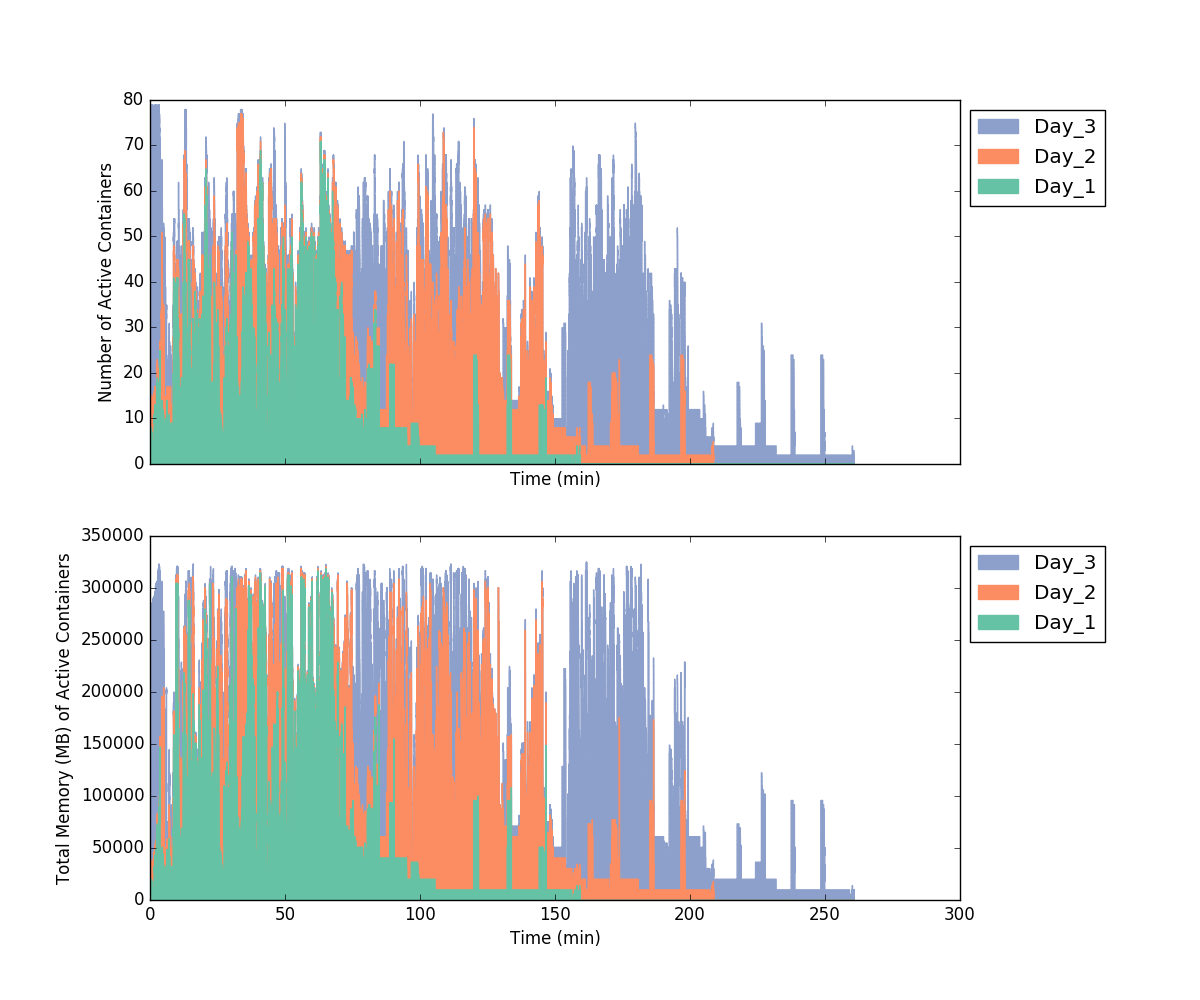 80
70
60
50
40
30
20
10
0
Number of Active Containers
Time (min)
Day_3
Day_2
Day_1
350000
300000
250000
200000
150000
100000
50000
0
Total Memory (MB) of Active Containers
0 50 100 150 200 250 300
Time (min)
Day_3
Day_2
Day_1